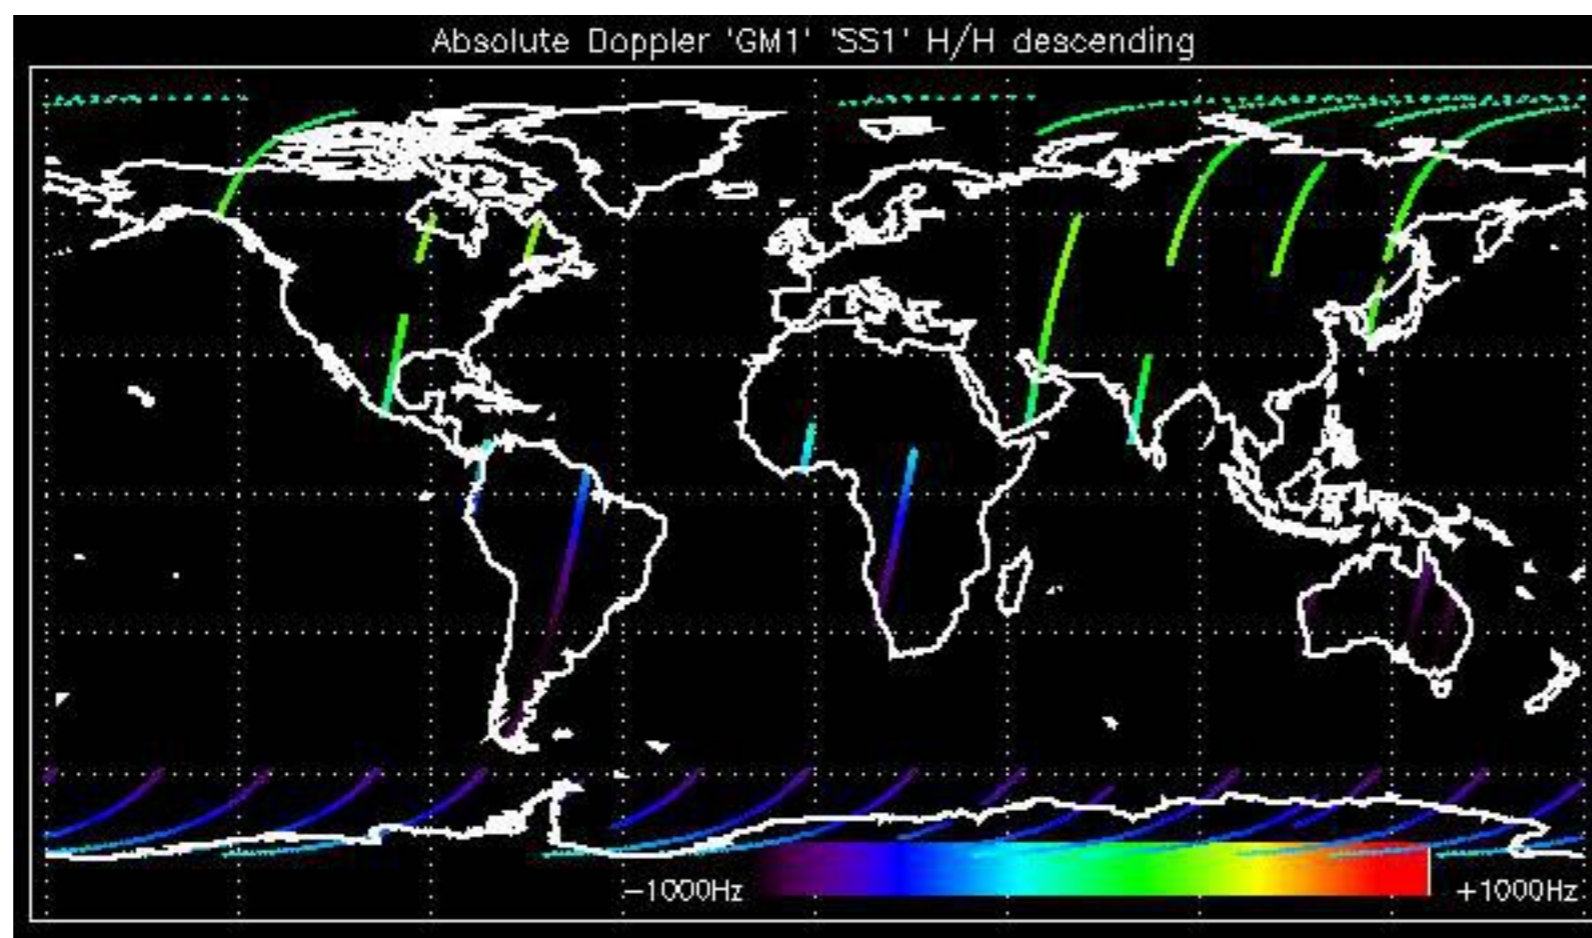 Absolute Doppler 'GM1' 'SS1' H/H descending
-1000Hz
+1000Hz